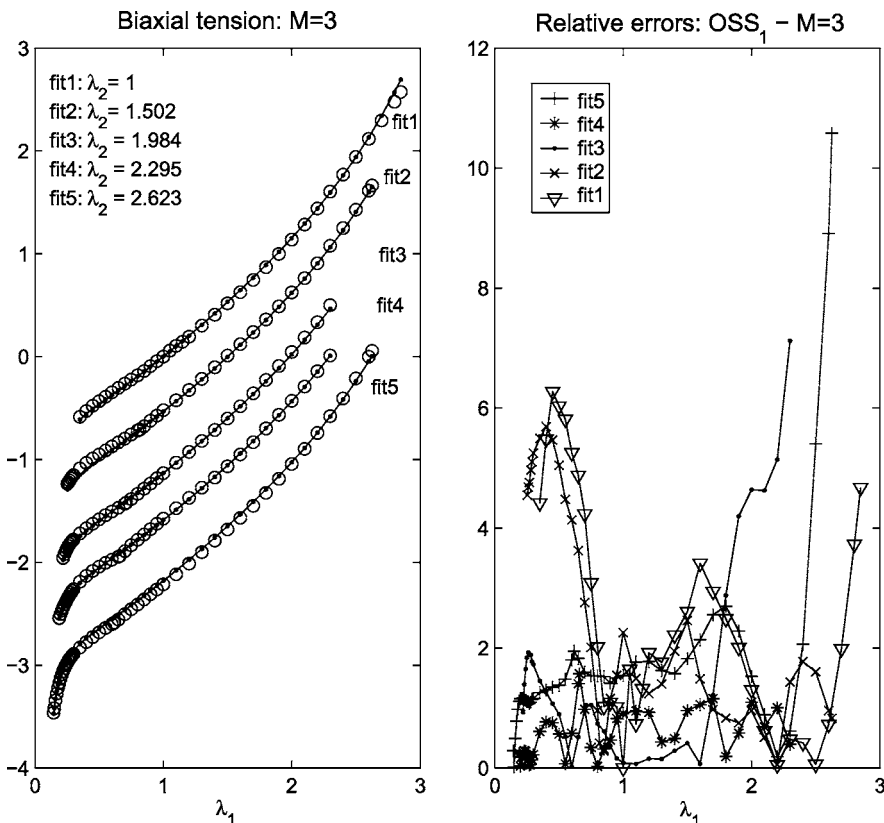 Biaxial tension: M=3
fit1: λ2= 1
fit2: λ2= 1.502
fit3: λ2= 1.984
fit4: λ2= 2.295
fit5: λ2= 2.623
fit1
fit2
fit3
fit4
fit5
3
2
1
0
−1
−2
−3
−4
0
1
2
3
λ1
Relative errors: OSS1 − M=3
fit5
fit4
fit3
fit2
fit1
12
10
8
6
4
2
0
0
1
2
3
λ1